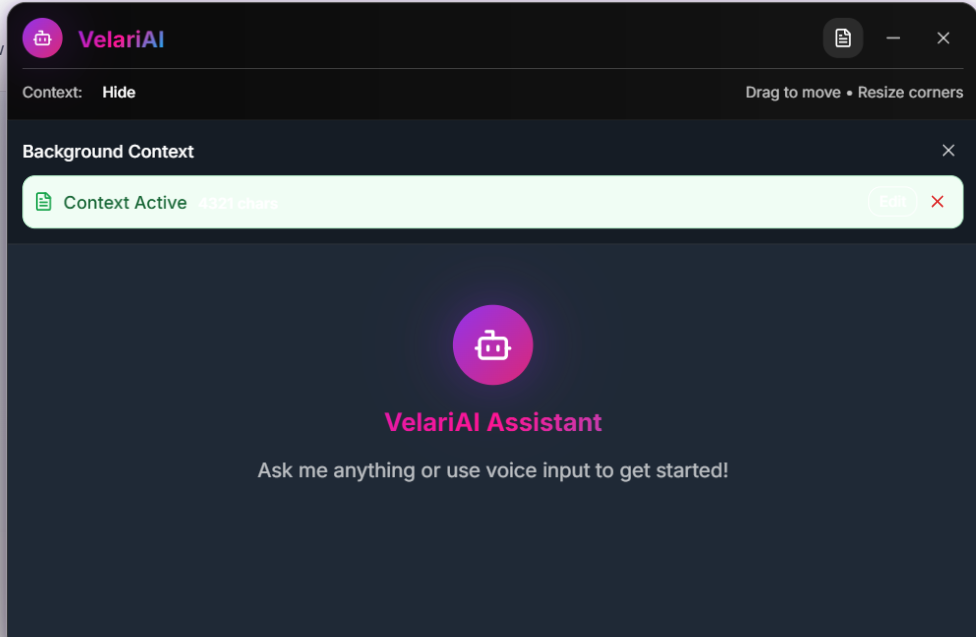 VelariAI
Context: Hide Drag to move • Resize corners
Background Context
Context Active 4321 chars Edit
VelariAI Assistant
Ask me anything or use voice input to get started!